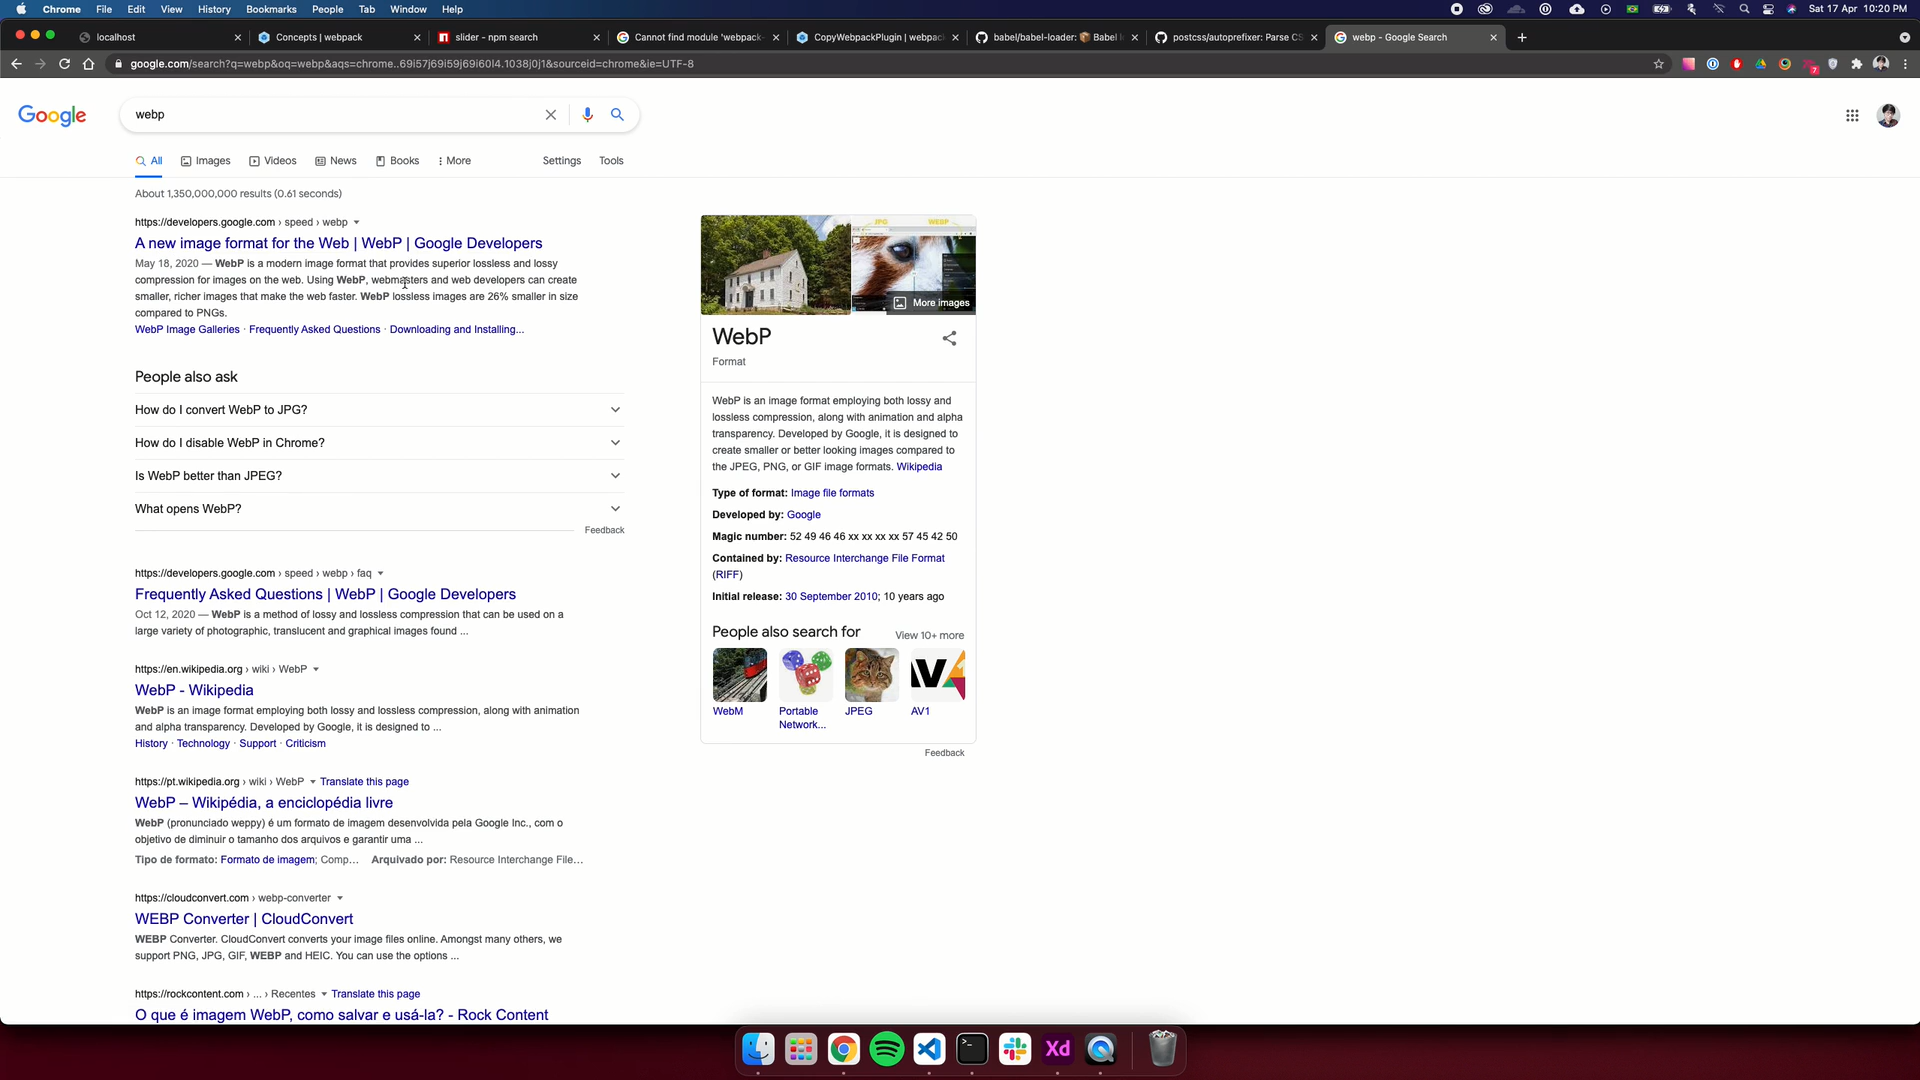 Chrome File Edit View History Bookmarks People Tab Window Help
Sat 17 Apr 10:20 PM
localhost
Concepts | webpack
slider - npm search
Cannot find module 'webpack-
CopyWebpackPlugin | webpac
babel/babel-loader: 📦 Babel l
postcss/autoprefixer: Parse CS
webp - Google Search
google.com/search?q=webp&oq=webp&aqs=chrome..69i57j69i59j69i60l4.1038j0j1&sourceid=chrome&ie=UTF-8
7
Google
webp
All Images Videos News Books More Settings Tools
About 1,350,000,000 results (0.61 seconds)
https://developers.google.com › speed › webp
A new image format for the Web | WebP | Google Developers
May 18, 2020 — WebP is a modern image format that provides superior lossless and lossy
compression for images on the web. Using WebP, webmasters and web developers can create
smaller, richer images that make the web faster. WebP lossless images are 26% smaller in size
compared to PNGs.
WebP Image Galleries · Frequently Asked Questions · Downloading and Installing...
People also ask
How do I convert WebP to JPG?
How do I disable WebP in Chrome?
Is WebP better than JPEG?
What opens WebP?
Feedback
https://developers.google.com › speed › webp › faq
Frequently Asked Questions | WebP | Google Developers
Oct 12, 2020 — WebP is a method of lossy and lossless compression that can be used on a
large variety of photographic, translucent and graphical images found ...
https://en.wikipedia.org › wiki › WebP
WebP - Wikipedia
WebP is an image format employing both lossy and lossless compression, along with animation
and alpha transparency. Developed by Google, it is designed to ...
History · Technology · Support · Criticism
https://pt.wikipedia.org › wiki › WebP Translate this page
WebP – Wikipédia, a enciclopédia livre
WebP (pronunciado weppy) é um formato de imagem desenvolvida pela Google Inc., com o
objetivo de diminuir o tamanho dos arquivos e garantir uma ...
Tipo de formato: Formato de imagem; Comp... Arquivado por: Resource Interchange File...
https://cloudconvert.com › webp-converter
WEBP Converter | CloudConvert
WEBP Converter. CloudConvert converts your image files online. Amongst many others, we
support PNG, JPG, GIF, WEBP and HEIC. You can use the options ...
https://rockcontent.com › ... › Recentes Translate this page
O que é imagem WebP, como salvar e usá-la? - Rock Content
JPG WEBP
More images
WebP
Format
WebP is an image format employing both lossy and
lossless compression, along with animation and alpha
transparency. Developed by Google, it is designed to
create smaller or better looking images compared to
the JPEG, PNG, or GIF image formats. Wikipedia
Type of format: Image file formats
Developed by: Google
Magic number: 52 49 46 46 xx xx xx xx 57 45 42 50
Contained by: Resource Interchange File Format
(RIFF)
Initial release: 30 September 2010; 10 years ago
People also search for
View 10+ more
WebM
Portable
Network...
JPEG
AV1
Feedback
Xd